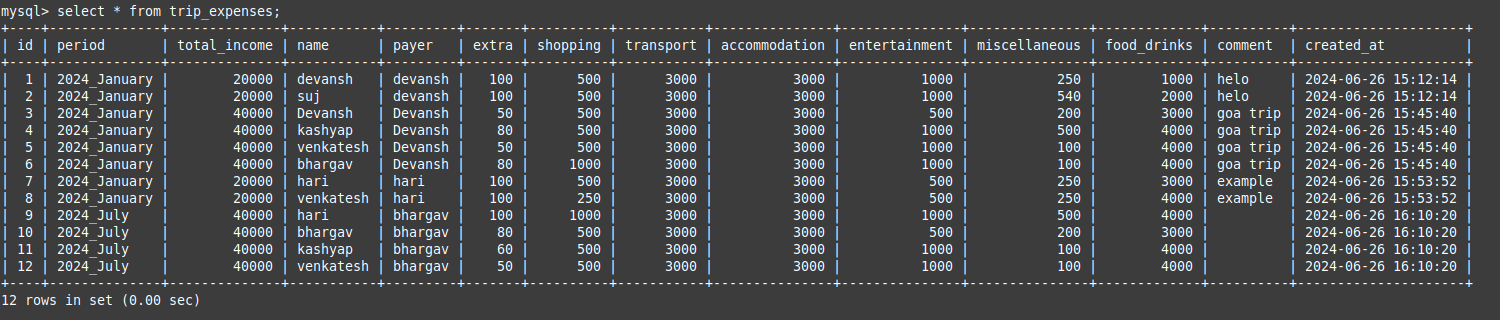 mysql> select * from trip_expenses;
+----+--------------+--------------+-----------+---------+-------+----------+-----------+---------------+---------------+---------------+-------------+----------+---------------------+
| id | period       | total_income | name      | payer   | extra | shopping | transport | accommodation | entertainment | miscellaneous | food_drinks | comment  | created_at          |
+----+--------------+--------------+-----------+---------+-------+----------+-----------+---------------+---------------+---------------+-------------+----------+---------------------+
|  1 | 2024_January |        20000 | devansh   | devansh |   100 |      500 |      3000 |          3000 |          1000 |           250 |        1000 | helo     | 2024-06-26 15:12:14 |
|  2 | 2024_January |        20000 | suj       | devansh |   100 |      500 |      3000 |          3000 |          1000 |           540 |        2000 | helo     | 2024-06-26 15:12:14 |
|  3 | 2024_January |        40000 | Devansh   | Devansh |    50 |      500 |      3000 |          3000 |           500 |           200 |        3000 | goa trip | 2024-06-26 15:45:40 |
|  4 | 2024_January |        40000 | kashyap   | Devansh |    80 |      500 |      3000 |          3000 |          1000 |           500 |        4000 | goa trip | 2024-06-26 15:45:40 |
|  5 | 2024_January |        40000 | venkatesh | Devansh |    50 |      500 |      3000 |          3000 |          1000 |           100 |        4000 | goa trip | 2024-06-26 15:45:40 |
|  6 | 2024_January |        40000 | bhargav   | Devansh |    80 |     1000 |      3000 |          3000 |          1000 |           100 |        4000 | goa trip | 2024-06-26 15:45:40 |
|  7 | 2024_January |        20000 | hari      | hari    |   100 |      500 |      3000 |          3000 |           500 |           250 |        3000 | example  | 2024-06-26 15:53:52 |
|  8 | 2024_January |        20000 | venkatesh | hari    |   100 |      250 |      3000 |          3000 |           500 |           250 |        4000 | example  | 2024-06-26 15:53:52 |
|  9 | 2024_July    |        40000 | hari      | bhargav |   100 |     1000 |      3000 |          3000 |          1000 |           500 |        4000 |          | 2024-06-26 16:10:20 |
| 10 | 2024_July    |        40000 | bhargav   | bhargav |    80 |      500 |      3000 |          3000 |           500 |           200 |        3000 |          | 2024-06-26 16:10:20 |
| 11 | 2024_July    |        40000 | kashyap   | bhargav |    60 |      500 |      3000 |          3000 |          1000 |           100 |        4000 |          | 2024-06-26 16:10:20 |
| 12 | 2024_July    |        40000 | venkatesh | bhargav |    50 |      500 |      3000 |          3000 |          1000 |           100 |        4000 |          | 2024-06-26 16:10:20 |
+----+--------------+--------------+-----------+---------+-------+----------+-----------+---------------+---------------+---------------+-------------+----------+---------------------+
12 rows in set (0.00 sec)